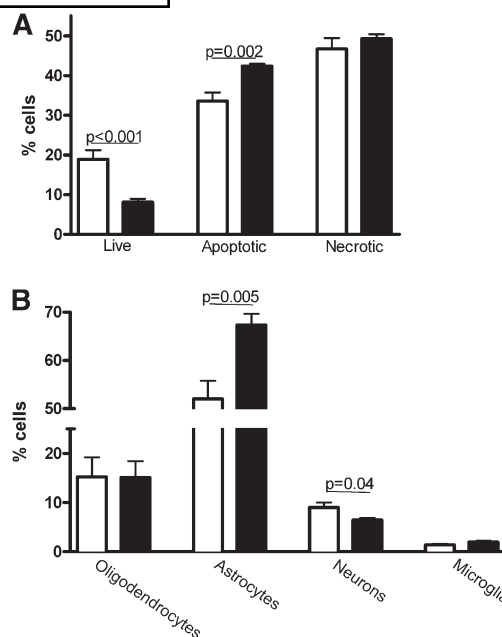 A
50
40
30
20
10
0
% cells
p<0.001
p=0.002
Live
Apoptotic
Necrotic
B
70
60
50
20
10
0
% cells
p=0.005
p=0.04
Oligodendrocytes
Astrocytes
Neurons
Microglia